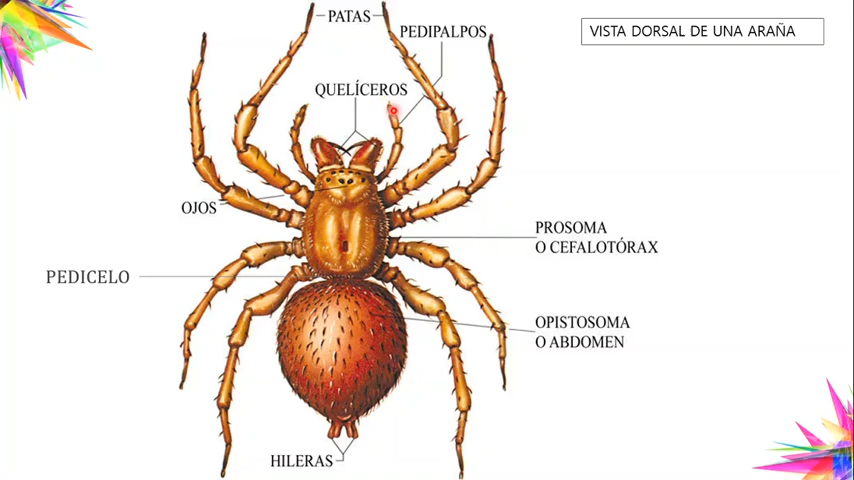 PATAS
PEDIPALPOS
VISTA DORSAL DE UNA ARAÑA
QUELÍCEROS
OJOS
PROSOMA
O CEFALOTÓRAX
PEDICELO
OPISTOSOMA
O ABDOMEN
HILERAS